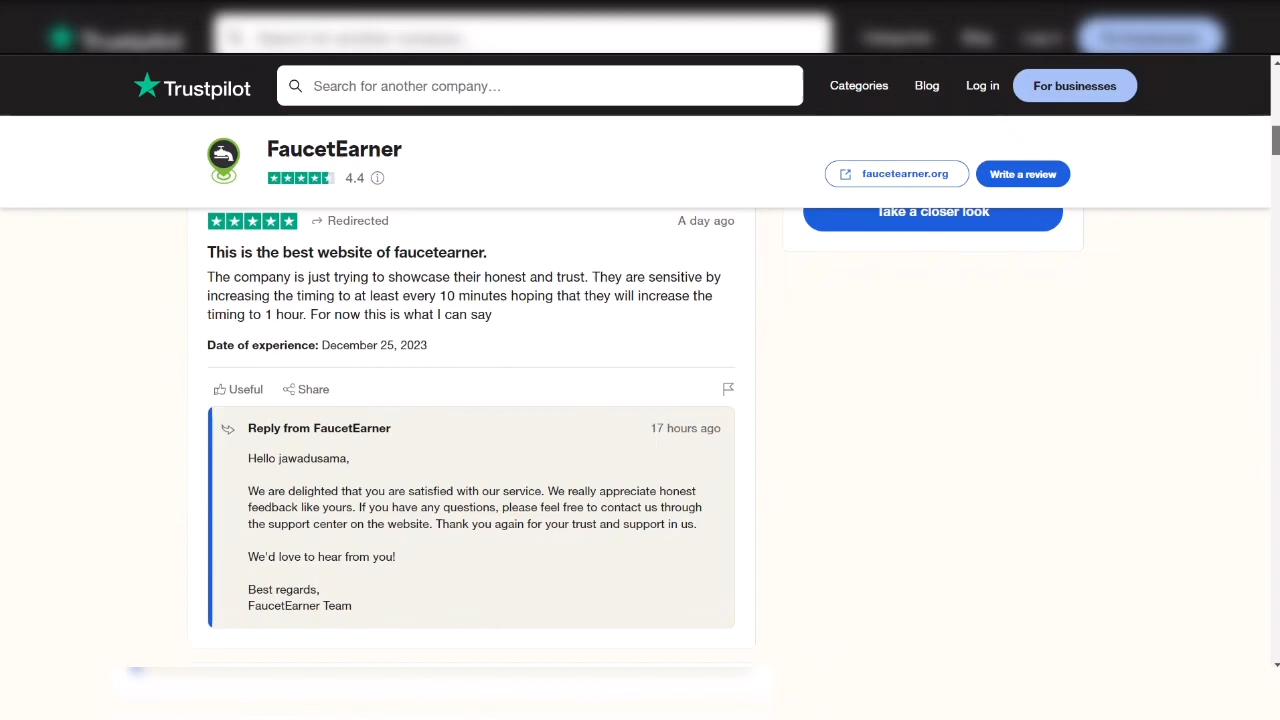 Trustpilot
Search for another company…
Categories
Blog
Log in
For businesses
FaucetEarner
4.4
faucetearner.org
Write a review
Redirected
A day ago
Take a closer look
This is the best website of faucetearner.
The company is just trying to showcase their honest and trust. They are sensitive by
increasing the timing to at least every 10 minutes hoping that they will increase the
timing to 1 hour. For now this is what I can say
Date of experience: December 25, 2023
Useful
Share
Reply from FaucetEarner
17 hours ago
Hello jawadusama,
We are delighted that you are satisfied with our service. We really appreciate honest
feedback like yours. If you have any questions, please feel free to contact us through
the support center on the website. Thank you again for your trust and support in us.
We'd love to hear from you!
Best regards,
FaucetEarner Team